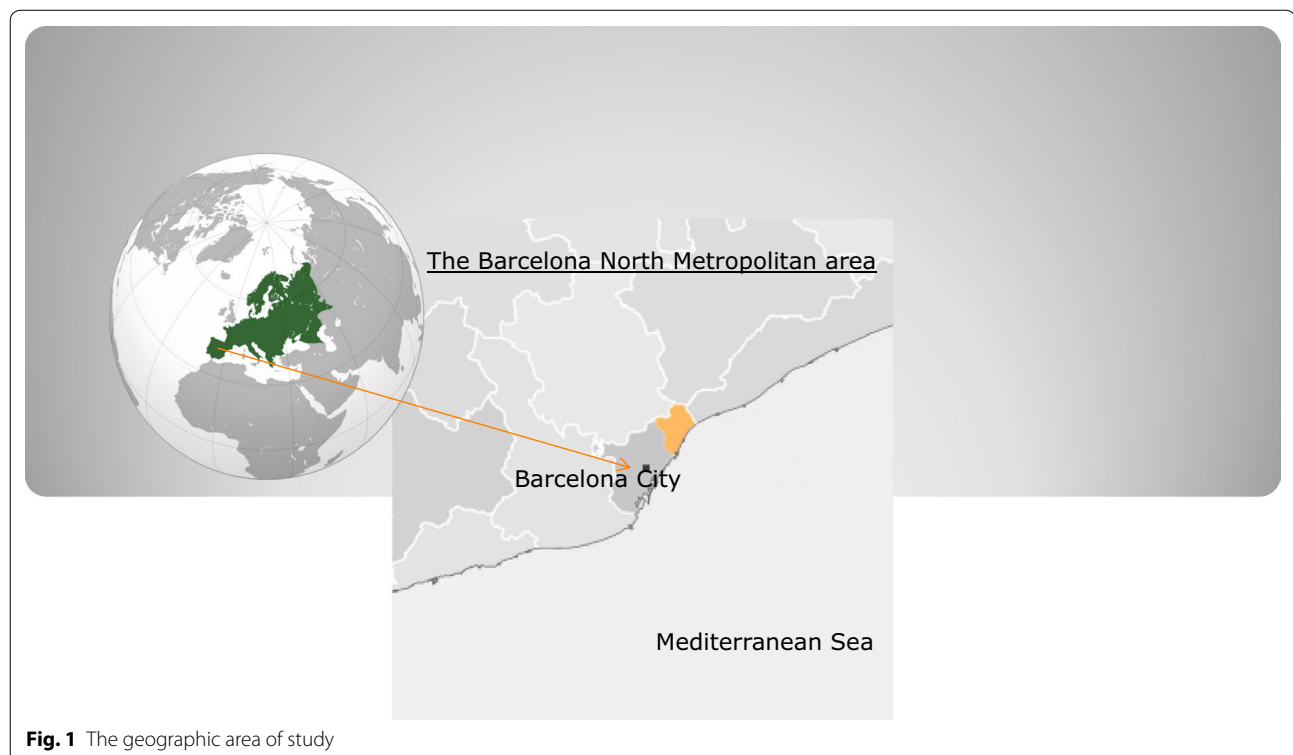 The Barcelona North Metropolitan area
Barcelona City
Mediterranean Sea
Fig. 1 The geographic area of study